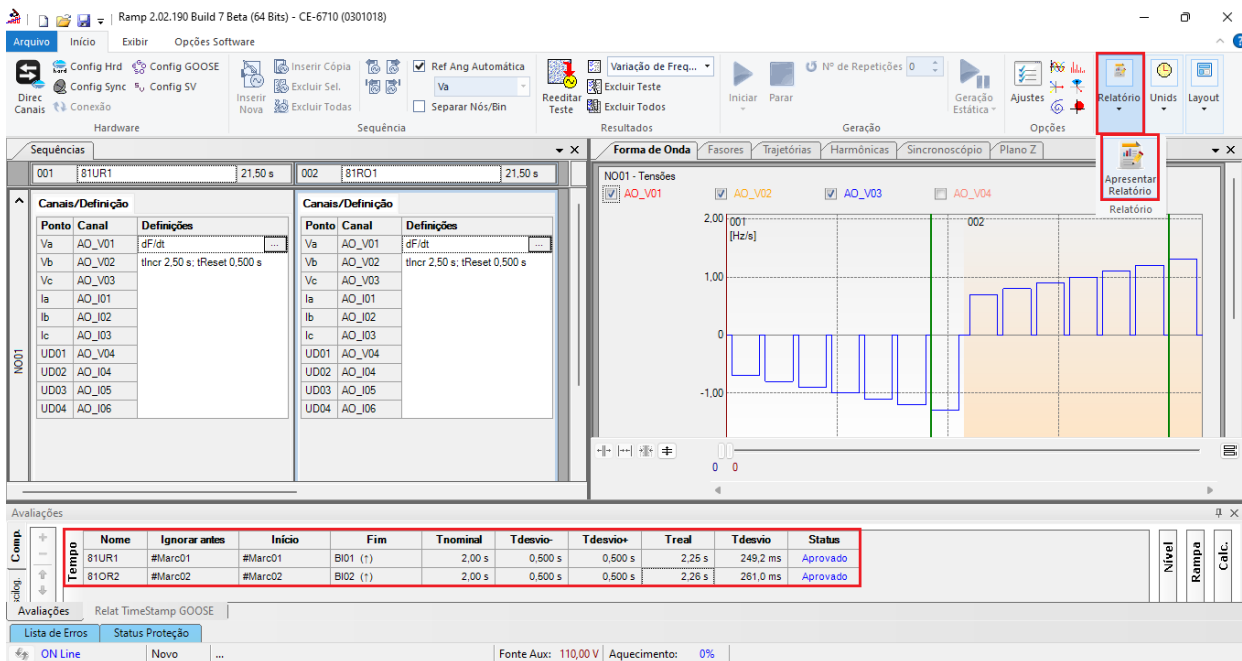 Ramp 2.02.190 Build 7 Beta (64 Bits) - CE-6710 (0301018)
Arquivo Início Exibir Opções Software
Direc Canais
Config Hrd
Config GOOSE
Config Sync
Config SV
Conexão
Hardware
Inserir Nova
Inserir Cópia
Excluir Sel.
Excluir Todas
Ref Ang Automática
Va
Separar Nós/Bin
Sequência
Reeditar Teste
Variação de Freq...
Excluir Teste
Excluir Todos
Resultados
Iniciar
Parar
Nº de Repetições 0
Geração Estática
Geração
Ajustes
Opções
Relatório
Unids
Layout
Apresentar Relatório
Relatório
Sequências
001 81UR1 21,50 s 002 81RO1 21,50 s
NO01
Canais/Definição
Ponto Canal Definições
Va AO_V01 dF/dt ...
Vb AO_V02 tIncr 2,50 s; tReset 0,500 s
Vc AO_V03
Ia AO_I01
Ib AO_I02
Ic AO_I03
UD01 AO_V04
UD02 AO_I04
UD03 AO_I05
UD04 AO_I06
Canais/Definição
Ponto Canal Definições
Va AO_V01 dF/dt ...
Vb AO_V02 tIncr 2,50 s; tReset 0,500 s
Vc AO_V03
Ia AO_I01
Ib AO_I02
Ic AO_I03
UD01 AO_V04
UD02 AO_I04
UD03 AO_I05
UD04 AO_I06
Forma de Onda Fasores Trajetórias Harmônicas Sincronoscópio Plano Z
NO01 - Tensões
AO_V01 AO_V02 AO_V03 AO_V04
2,00 001 002
[Hz/s]
1,00
0
-1,00
0 0
Avaliações
Comp.
Tempo
Nome Ignorar antes Início Fim Tnominal Tdesvio- Tdesvio+ Treal Tdesvio Status
81UR1 #Marc01 #Marc01 BI01 (↑) 2,00 s 0,500 s 0,500 s 2,25 s 249,2 ms Aprovado
81OR2 #Marc02 #Marc02 BI02 (↑) 2,00 s 0,500 s 0,500 s 2,26 s 261,0 ms Aprovado
Nível
Rampa
Calc.
Avaliações Relat TimeStamp GOOSE
Lista de Erros Status Proteção
ON Line Novo ... Fonte Aux: 110,00 V Aquecimento: 0%